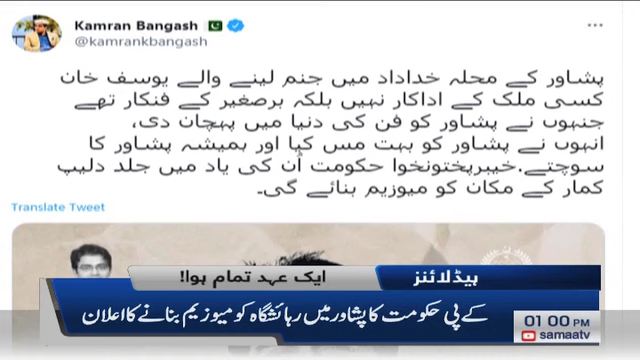 Kamran Bangash
@kamrankbangash
پشاور کے محلہ خداداد میں جنم لینے والے یوسف خان
کسی ملک کے اداکار نہیں بلکہ برصغیر کے فنکار تھے
جنہوں نے پشاور کو فن کی دنیا میں پہچان دی،
انہوں نے پشاور کو بہت مس کیا اور ہمیشہ پشاور کا
سوچتے۔خیبرپختونخوا حکومت اُن کی یاد میں جلد دلیپ
کمار کے مکان کو میوزیم بنائے گی۔
Translate Tweet
ہیڈلائنز
ایک عہد تمام ہوا!
کے پی حکومت کا پشاور میں رہائشگاہ کو میوزیم بنانے کا اعلان
01:00 PM
samaatv